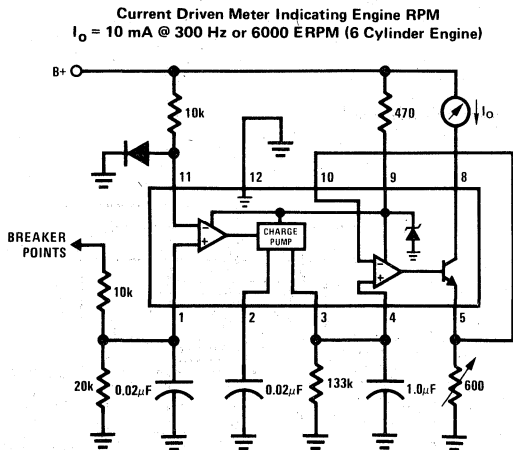 Current Driven Meter Indicating Engine RPM
IO = 10 mA @ 300 Hz or 6000 ERPM (6 Cylinder Engine)
B+
10k
470
IO
11
12
10
9
8
BREAKER
POINTS
CHARGE
PUMP
-
+
-
+
10k
1
2
3
4
5
20k
0.02μF
0.02μF
133k
1.0μF
600